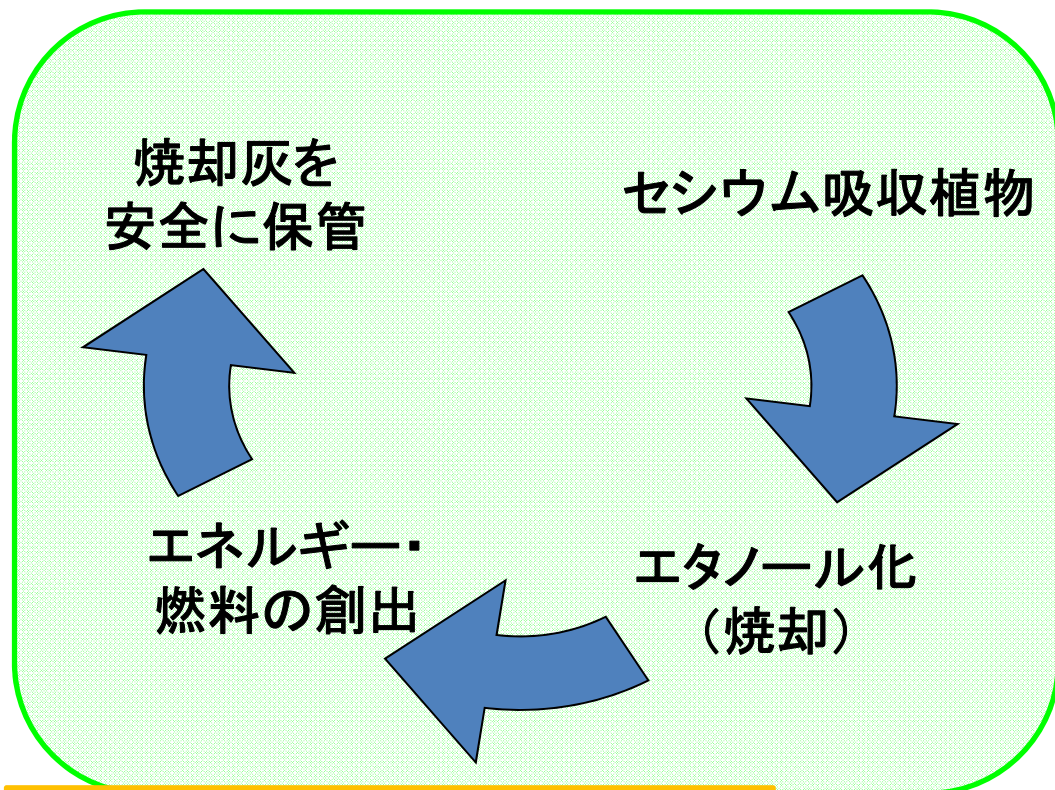 焼却灰を
安全に保管
セシウム吸収植物
エネルギー・
燃料の創出
エタノール化
（焼却）